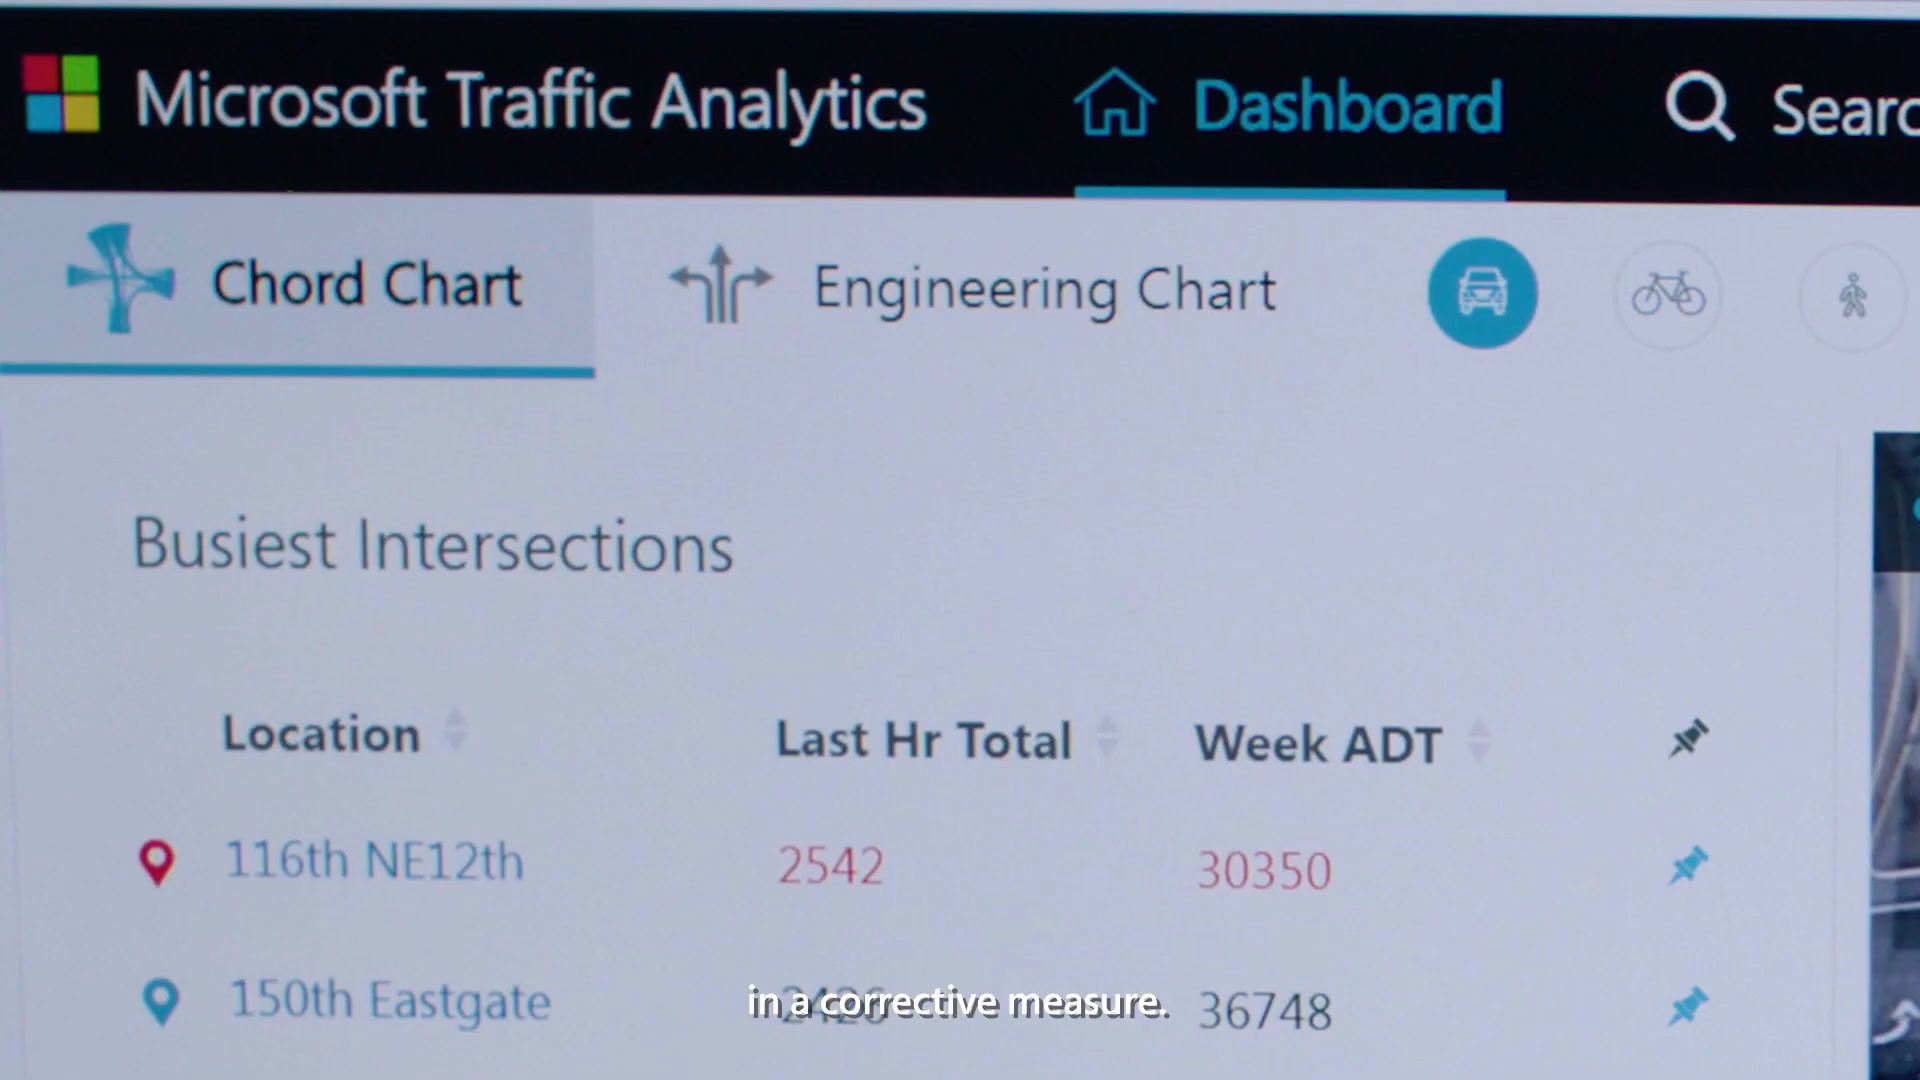 Microsoft Traffic Analytics Dashboard
Chord Chart Engineering Chart
Busiest Intersections
Location Last Hr Total Week ADT
116th NE12th 2542 30350
150th Eastgate 36748
in a corrective measure.